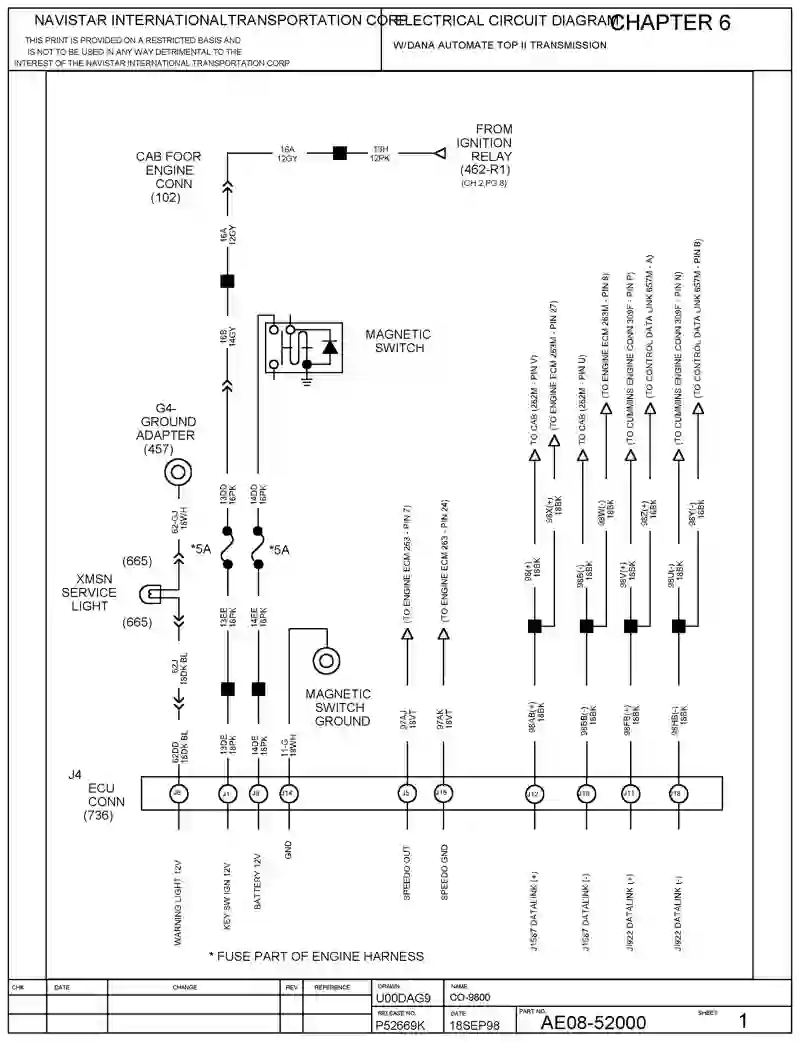 NAVISTAR INTERNATIONAL TRANSPORTATION CORP
THIS PRINT IS PROVIDED ON A RESTRICTED BASIS AND
IS NOT TO BE USED IN ANY WAY DETRIMENTAL TO THE
INTEREST OF THE NAVISTAR INTERNATIONAL TRANSPORTATION CORP
ELECTRICAL CIRCUIT DIAGRAM
CHAPTER 6
W/DANA AUTOMATE TOP II TRANSMISSION
CAB FOOR
ENGINE
CONN
(102)
16A
12GY
13H
12PK
FROM
IGNITION
RELAY
(462-R1)
(CH 2,PG 8)
16A
12GY
16S
14GY
MAGNETIC
SWITCH
G4-
GROUND
ADAPTER
(457)
62-GJ
18WH
13DD
16PK
14DD
16PK
*5A
*5A
(665)
XMSN
SERVICE
LIGHT
(665)
13EE
16PK
14EE
16PK
62J
18DK BL
62DD
18DK BL
13DE
18PK
14DE
18PK
11-G
18WH
MAGNETIC
SWITCH
GROUND
(TO ENGINE ECM 263 - PIN 7)
(TO ENGINE ECM 263 - PIN 24)
97AJ
18VT
97AK
18VT
TO CAB (262M - PIN V)
(TO ENGINE ECM 263M - PIN 27)
TO CAB (262M - PIN U)
(TO ENGINE ECM 263M - PIN 8)
(TO CUMMINS ENGINE CONN 309F - PIN P)
(TO CONTROL DATA LINK 657M - A)
(TO CUMMINS ENGINE CONN 309F - PIN N)
(TO CONTROL DATA LINK 657M - PIN B)
98X(+)
18BK
98W(-)
18BK
98Z(+)
18BK
98Y(-)
18BK
98(+)
18BK
98B(-)
18BK
98V(+)
18BK
98U(-)
18BK
98AB(+)
18BK
98BB(-)
18BK
98FB(+)
18BK
98HB(-)
18BK
J4
ECU
CONN
(736)
J1
J14
J5
J12
J11
WARNING LIGHT 12V
KEY SW IGN 12V
BATTERY 12V
GND
SPEEDO OUT
SPEEDO GND
J1587 DATALINK (+)
J1587 DATALINK (-)
J1922 DATALINK (+)
J1922 DATALINK (-)
* FUSE PART OF ENGINE HARNESS
CHK
DATE
CHANGE
REV
REFERENCE
DRAWN
U00DAG9
NAME
CO-9800
RELEASE NO.
P52669K
DATE
18SEP98
PART NO.
AE08-52000
SHEET
1